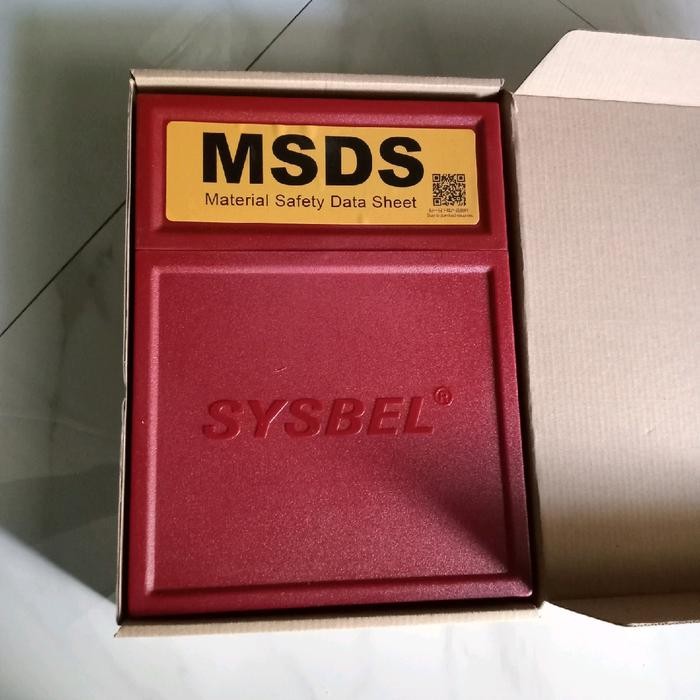 MSDS
Material Safety Data Sheet
SYSBEL®